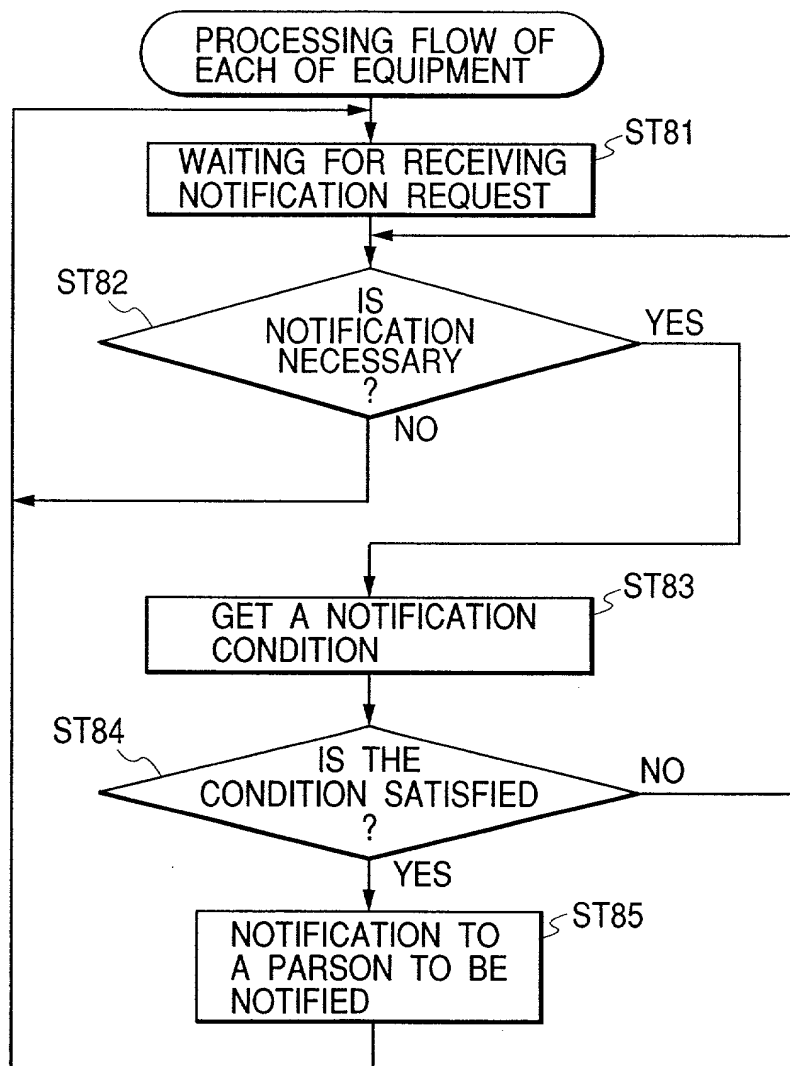 PROCESSING FLOW OF
EACH OF EQUIPMENT
ST81
WAITING FOR RECEIVING
NOTIFICATION REQUEST
ST82
IS
NOTIFICATION
NECESSARY
?
YES
NO
ST83
GET A NOTIFICATION
CONDITION
ST84
IS THE
CONDITION SATISFIED
?
NO
YES
ST85
NOTIFICATION TO
A PARSON TO BE
NOTIFIED